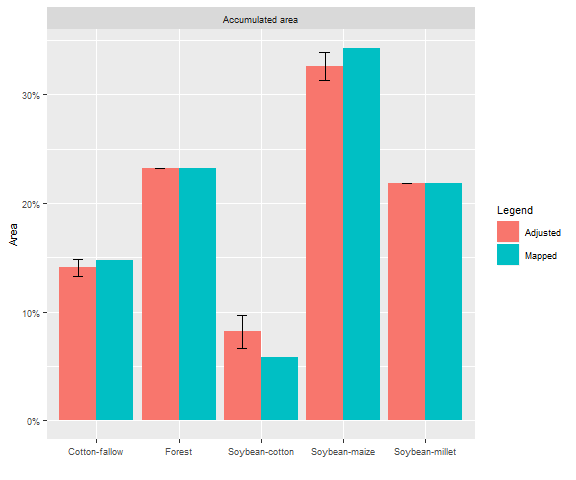 Accumulated area
Area
30%
20%
10%
0%
Cotton-fallow Forest Soybean-cotton Soybean-maize Soybean-millet
Legend
Adjusted
Mapped